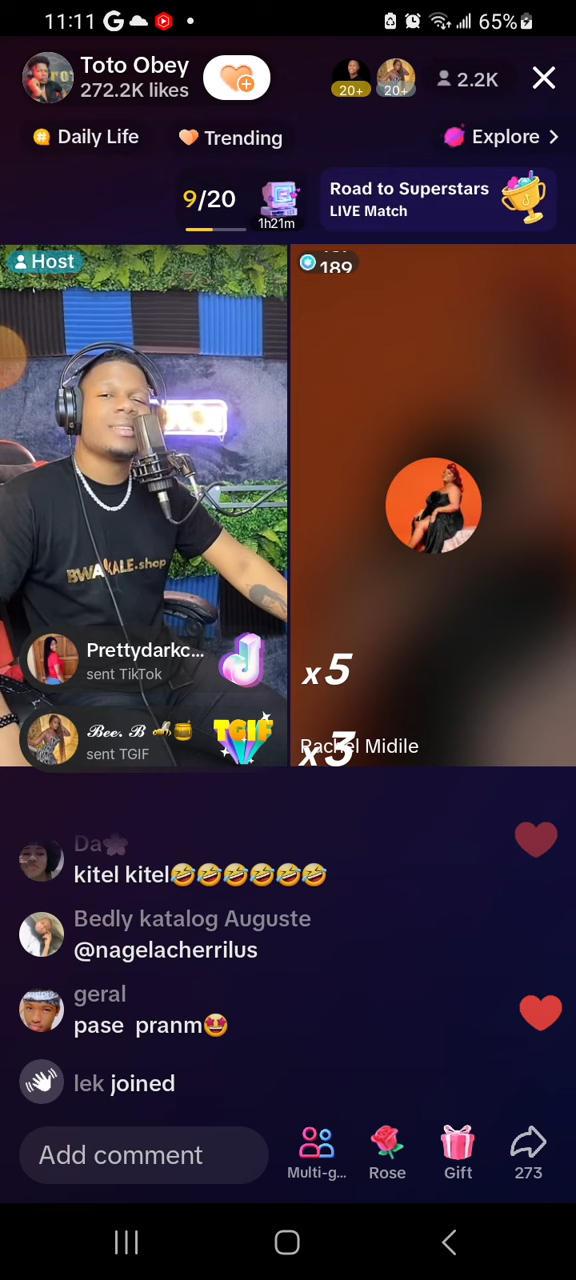 11:11
65%
Toto Obey
272.2K likes
20+
20+
2.2K
Daily Life
Trending
Explore
9/20
1h21m
Road to Superstars
LIVE Match
Host
189
BWAKALE.shop
Prettydarkc...
sent TikTok
x5
𝓑𝓮𝓮. 𝓑
sent TGIF
TGIF
x3
Rachel Midile
Da🌸
kitel kitel🤣🤣🤣🤣🤣🤣
Bedly katalog Auguste
@nagelacherrilus
geral
pase pranm🤩
lek joined
Add comment
Multi-g...
Rose
Gift
273